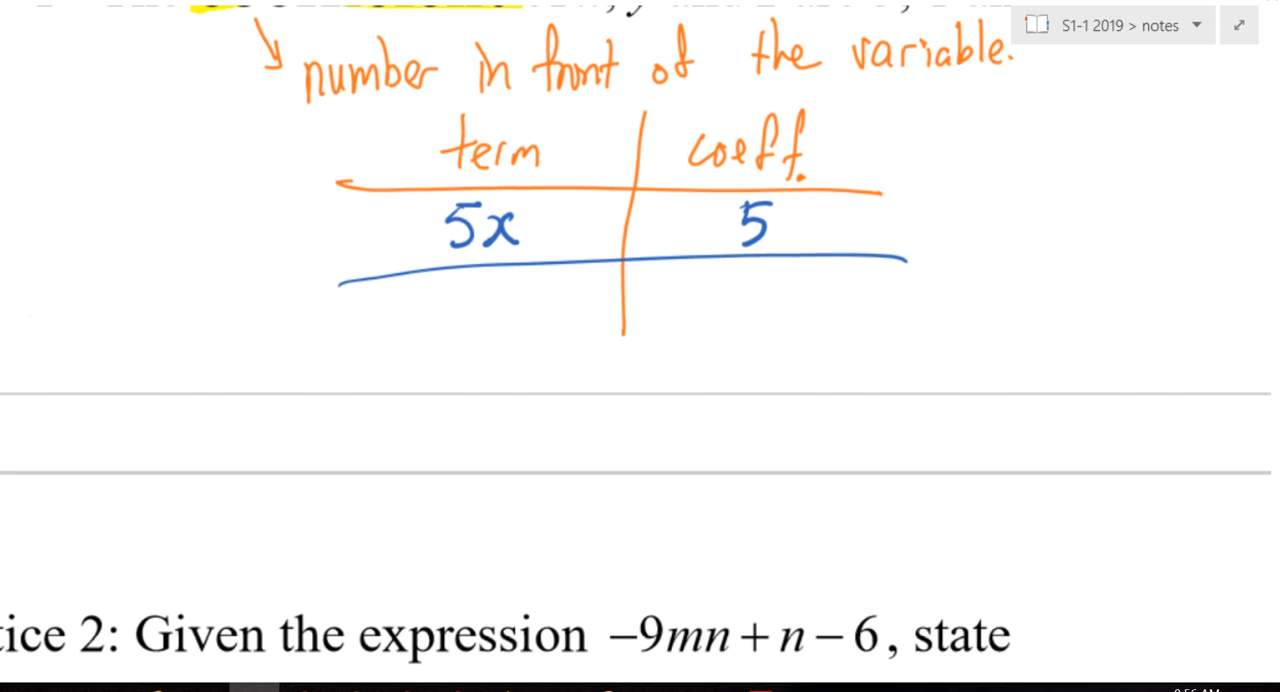 S1-1 2019 > notes
number in front of the variable.
term coeff.
5x 5
tice 2: Given the expression −9mn + n − 6, state